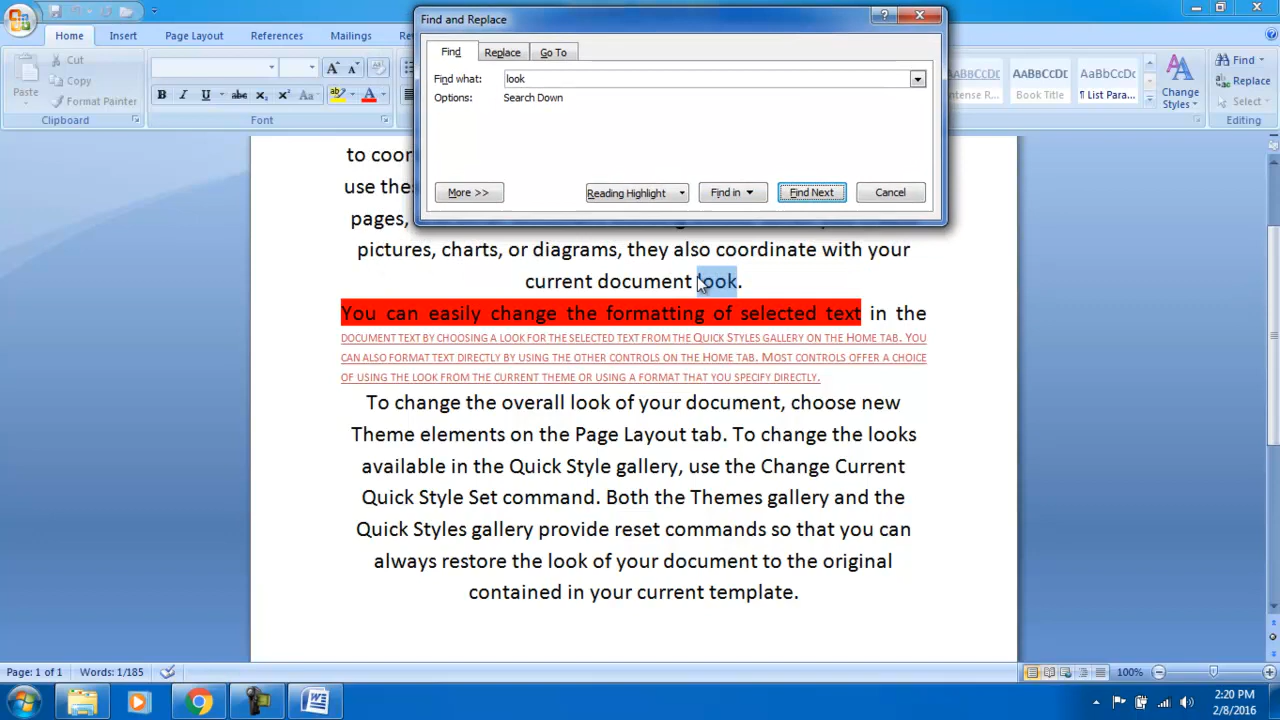 Find and Replace
Home Insert Page Layout References Mailings
Find Replace Go To
Find what: look
Options: Search Down
More >> Reading Highlight Find in Find Next Cancel
Paste
Cut
Copy
Format Painter
Clipboard
B I U abc X₂ X² Aa
Font
AaBbCcDd AaBbCcDd
Book Title ¶ List Para...
Change
Styles
Find
Replace
Select
Editing
use
pages,
pictures, charts, or diagrams, they also coordinate with your
current document look.
You can easily change the formatting of selected text in the
DOCUMENT TEXT BY CHOOSING A LOOK FOR THE SELECTED TEXT FROM THE QUICK STYLES GALLERY ON THE HOME TAB. YOU
CAN ALSO FORMAT TEXT DIRECTLY BY USING THE OTHER CONTROLS ON THE HOME TAB. MOST CONTROLS OFFER A CHOICE
OF USING THE LOOK FROM THE CURRENT THEME OR USING A FORMAT THAT YOU SPECIFY DIRECTLY.
To change the overall look of your document, choose new
Theme elements on the Page Layout tab. To change the looks
available in the Quick Style gallery, use the Change Current
Quick Style Set command. Both the Themes gallery and the
Quick Styles gallery provide reset commands so that you can
always restore the look of your document to the original
contained in your current template.
Page: 1 of 1 Words: 1/185 100%
2:20 PM
2/8/2016